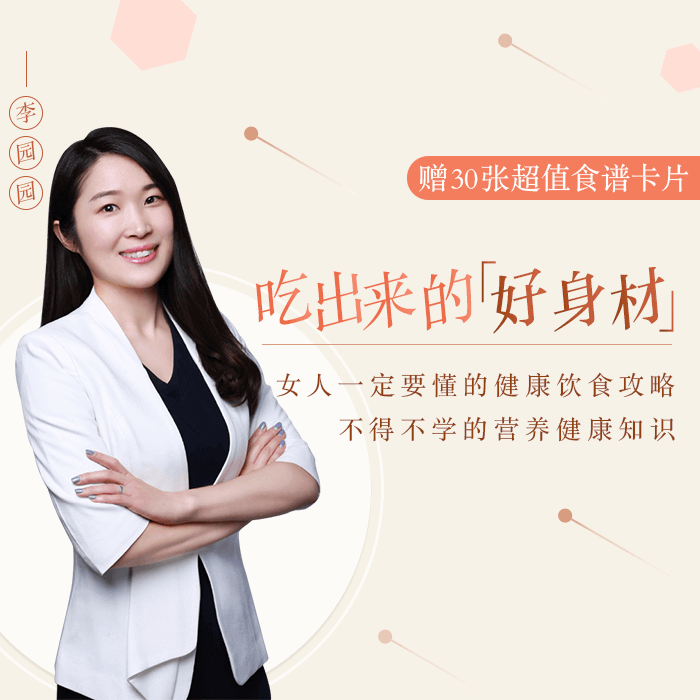 李园园
赠30张超值食谱卡片
吃出来的「好身材」
女人一定要懂的健康饮食攻略
不得不学的营养健康知识